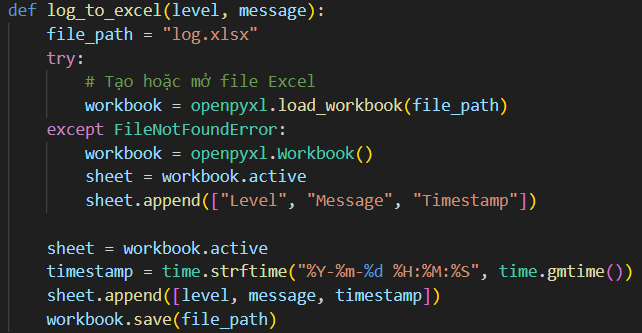 def log_to_excel(level, message):
    file_path = "log.xlsx"
    try:
        # Tạo hoặc mở file Excel
        workbook = openpyxl.load_workbook(file_path)
    except FileNotFoundError:
        workbook = openpyxl.Workbook()
        sheet = workbook.active
        sheet.append(["Level", "Message", "Timestamp"])

    sheet = workbook.active
    timestamp = time.strftime("%Y-%m-%d %H:%M:%S", time.gmtime())
    sheet.append([level, message, timestamp])
    workbook.save(file_path)